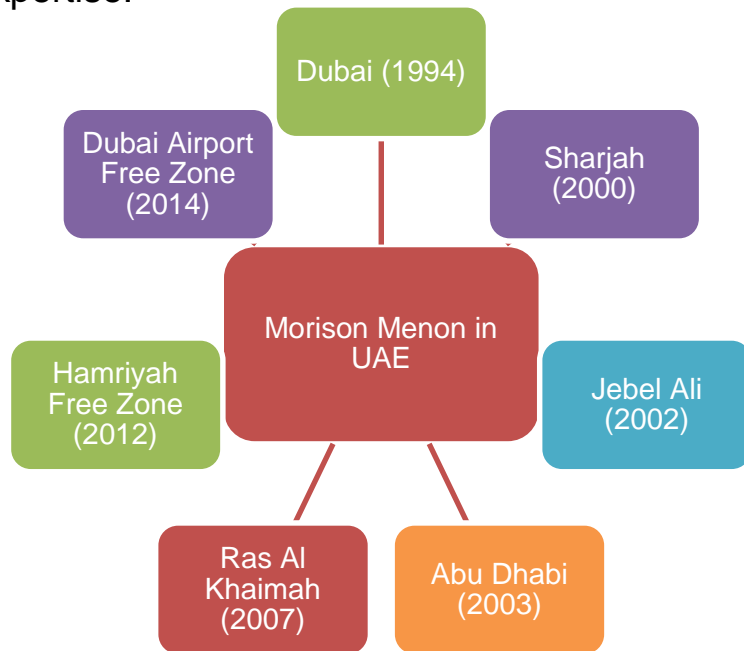 Dubai (1994)
Dubai Airport
Free Zone
(2014)
Sharjah
(2000)
Morison Menon in
UAE
Hamriyah
Free Zone
(2012)
Jebel Ali
(2002)
Ras Al
Khaimah
(2007)
Abu Dhabi
(2003)